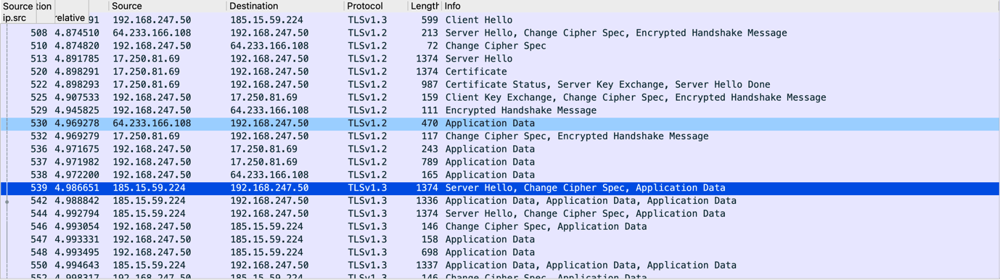 Source tion Source Destination Protocol Length Info
ip.src relative 91 192.168.247.50 185.15.59.224 TLSv1.3 599 Client Hello
508 4.874510 64.233.166.108 192.168.247.50 TLSv1.2 213 Server Hello, Change Cipher Spec, Encrypted Handshake Message
510 4.874820 192.168.247.50 64.233.166.108 TLSv1.2 72 Change Cipher Spec
513 4.891785 17.250.81.69 192.168.247.50 TLSv1.2 1374 Server Hello
520 4.898291 17.250.81.69 192.168.247.50 TLSv1.2 1374 Certificate
522 4.898293 17.250.81.69 192.168.247.50 TLSv1.2 987 Certificate Status, Server Key Exchange, Server Hello Done
525 4.907533 192.168.247.50 17.250.81.69 TLSv1.2 159 Client Key Exchange, Change Cipher Spec, Encrypted Handshake Message
529 4.945825 192.168.247.50 64.233.166.108 TLSv1.2 111 Encrypted Handshake Message
530 4.969278 64.233.166.108 192.168.247.50 TLSv1.2 470 Application Data
532 4.969279 17.250.81.69 192.168.247.50 TLSv1.2 117 Change Cipher Spec, Encrypted Handshake Message
536 4.971675 192.168.247.50 17.250.81.69 TLSv1.2 243 Application Data
537 4.971982 192.168.247.50 17.250.81.69 TLSv1.2 789 Application Data
538 4.972200 192.168.247.50 64.233.166.108 TLSv1.2 165 Application Data
539 4.986651 185.15.59.224 192.168.247.50 TLSv1.3 1374 Server Hello, Change Cipher Spec, Application Data
542 4.988842 185.15.59.224 192.168.247.50 TLSv1.3 1336 Application Data, Application Data, Application Data
544 4.992794 185.15.59.224 192.168.247.50 TLSv1.3 1374 Server Hello, Change Cipher Spec, Application Data
546 4.993054 192.168.247.50 185.15.59.224 TLSv1.3 146 Change Cipher Spec, Application Data
547 4.993331 192.168.247.50 185.15.59.224 TLSv1.3 158 Application Data
548 4.993495 192.168.247.50 185.15.59.224 TLSv1.3 698 Application Data
550 4.994643 185.15.59.224 192.168.247.50 TLSv1.3 1337 Application Data, Application Data, Application Data
552 4.998317 192.168.247.50 185.15.59.224 TLSv1.3 146 Change Cipher Spec, Application Data